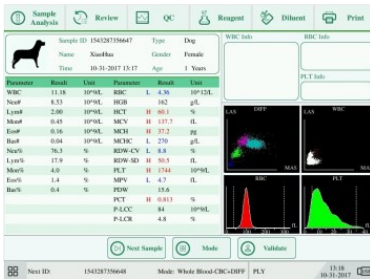 Sample Analysis Review QC Reagent Diluent Print
Sample ID 1543287356647 Type Dog
Name XiaoHua Gender Female
Time 10-31-2017 13:17 Age 1 Years
WBC Info RBC Info
PLT Info
Parameter Result Unit Parameter Result Unit
WBC 11.18 10^9/L RBC L 4.36 10^12/L
Neu# 8.53 10^9/L HGB 162 g/L
Lym# 2.00 10^9/L HCT H 60.1 %
Mon# 0.45 10^9/L MCV H 137.7 fL
Eos# 0.16 10^9/L MCH H 37.2 pg
Bas# 0.04 10^9/L MCHC L 270 g/L
Neu% 76.3 % RDW-CV L 8.8 %
Lym% 17.9 % RDW-SD H 50.5 fL
Mon% 4.0 % PLT H 1744 10^9/L
Eos% 1.4 % MPV L 4.7 fL
Bas% 0.4 % PDW 15.6
PCT H 0.813 %
P-LCC 84 10^9/L
P-LCR 4.8 %
LAS DIFF MAS
LAS WBC MAS
RBC fL
PLT fL
Next Sample Mode Validate
Next ID: 1543287356648 Mode: Whole Blood-CBC+DIFF PLY 13:18 10-31-2017